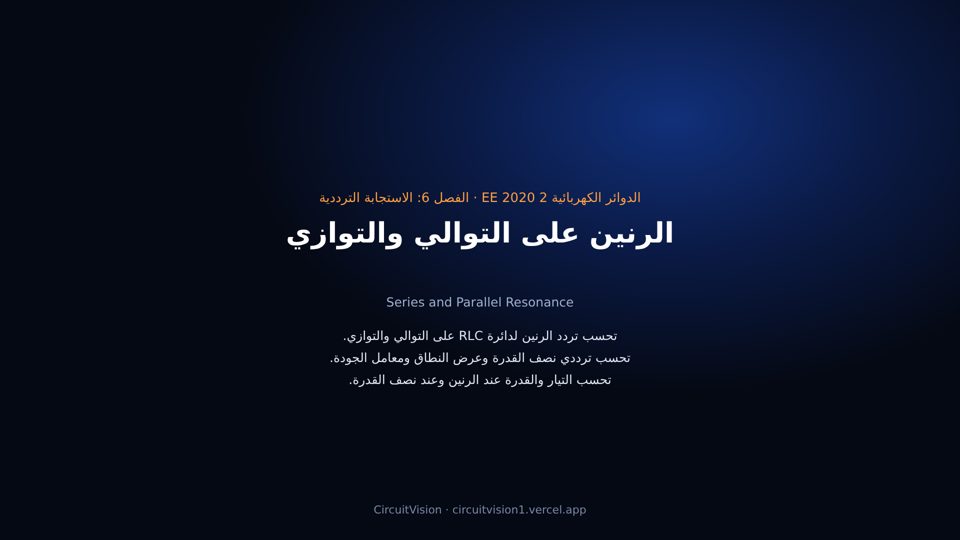 الدوائر الكهربائية 2 EE 2020 · الفصل 6: الاستجابة الترددية
الرنين على التوالي والتوازي
Series and Parallel Resonance
تحسب تردد الرنين لدائرة RLC على التوالي والتوازي.
تحسب ترددي نصف القدرة وعرض النطاق ومعامل الجودة.
تحسب التيار والقدرة عند الرنين وعند نصف القدرة.
CircuitVision · circuitvision1.vercel.app